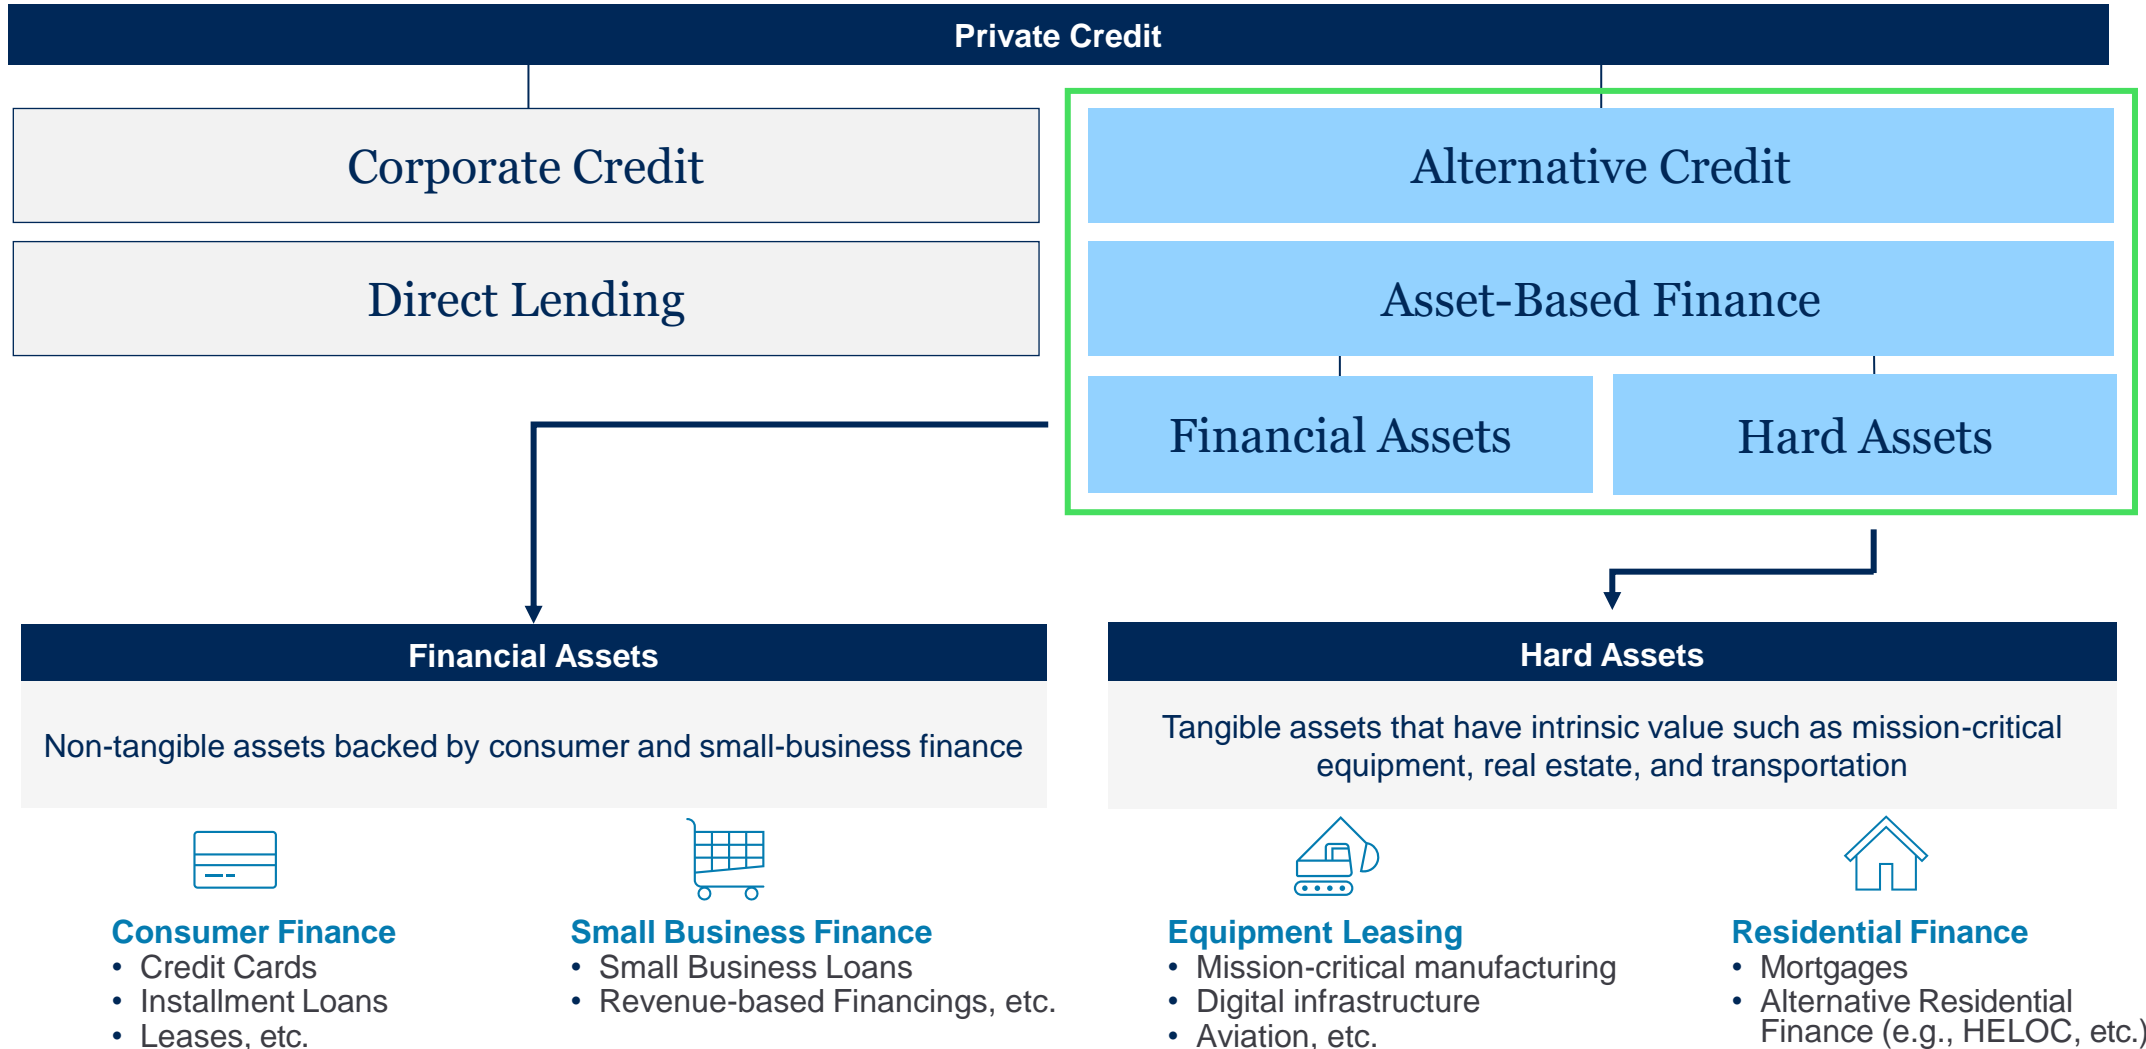 Private Credit
Corporate Credit
Alternative Credit
Direct Lending
Asset-Based Finance
Financial Assets
Hard Assets
Financial Assets
Non-tangible assets backed by consumer and small-business finance
Hard Assets
Tangible assets that have intrinsic value such as mission-critical
equipment, real estate, and transportation
Consumer Finance
• Credit Cards
• Installment Loans
• Leases, etc.
Small Business Finance
• Small Business Loans
• Revenue-based Financings, etc.
Equipment Leasing
• Mission-critical manufacturing
• Digital infrastructure
• Aviation, etc.
Residential Finance
• Mortgages
• Alternative Residential
Finance (e.g., HELOC, etc.)